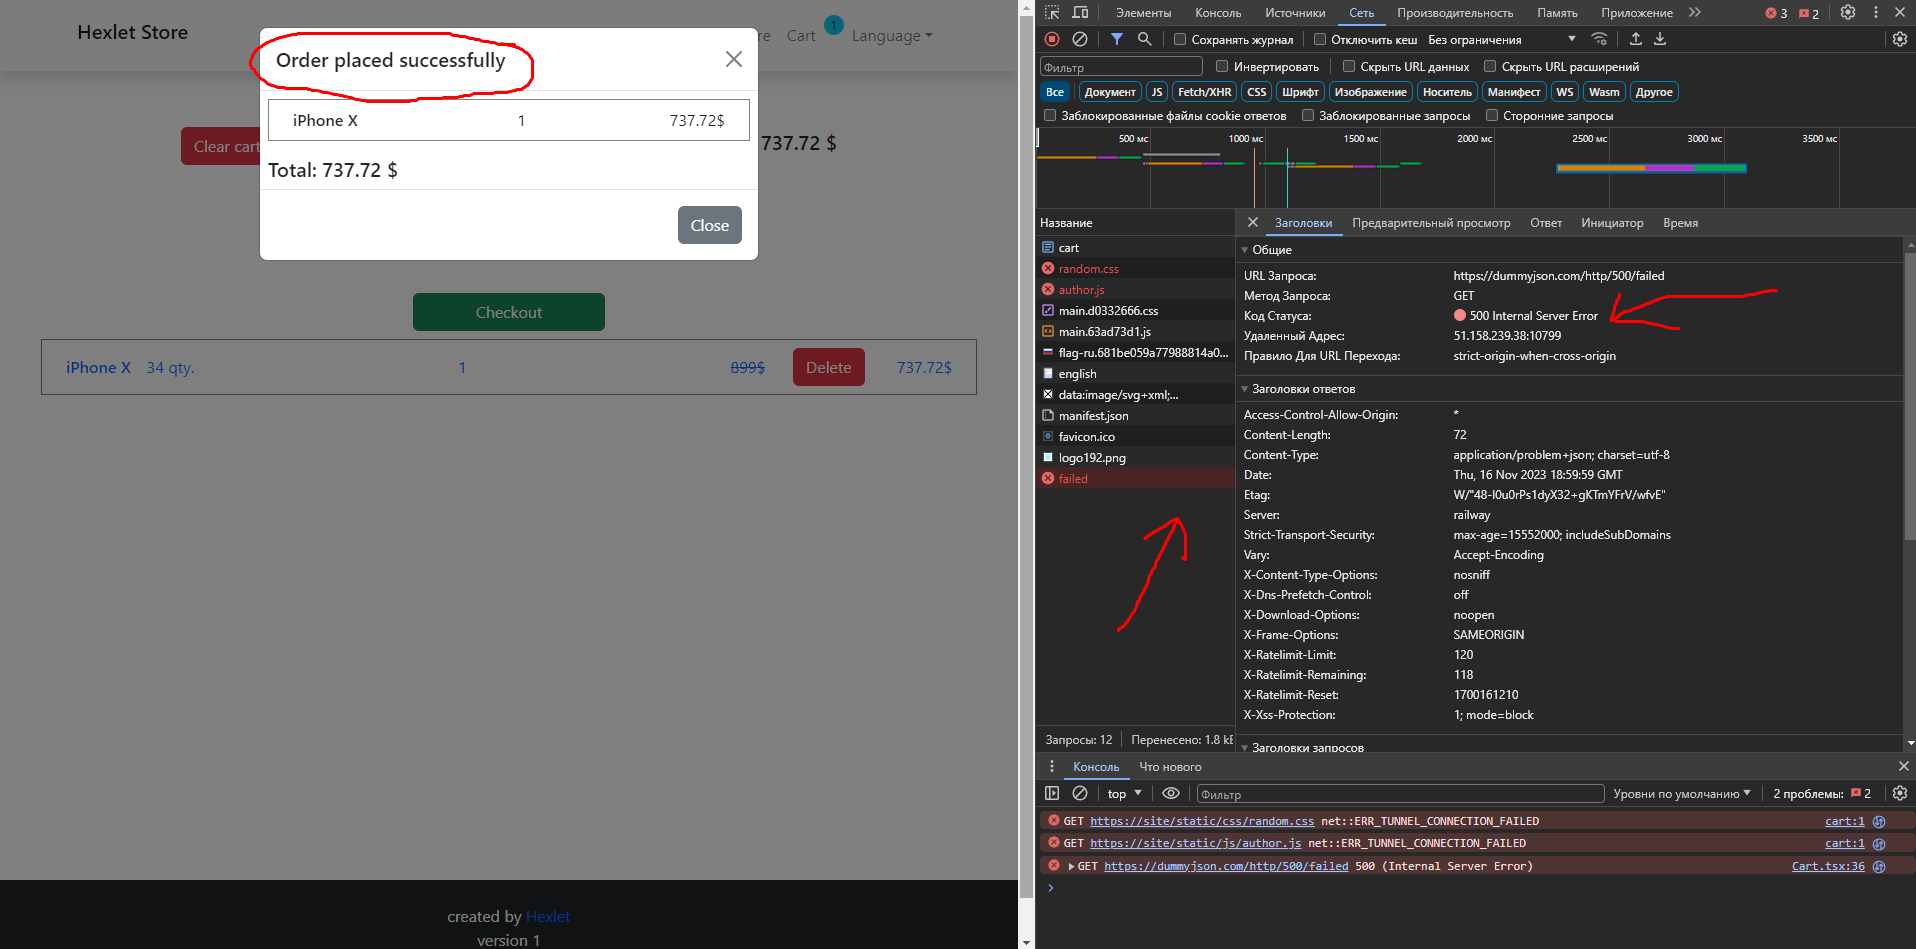 Hexlet Store
re
Cart
1
Language
Order placed successfully
iPhone X 1 737.72$
Total: 737.72 $
Close
Clear cart
737.72 $
Checkout
iPhone X 34 qty. 1 899$ Delete 737.72$
created by Hexlet
version 1
Элементы Консоль Источники Сеть Производительность Память Приложение 3 2
Сохранять журнал Отключить кеш Без ограничения
Фильтр Инвертировать Скрыть URL данных Скрыть URL расширений
Все Документ JS Fetch/XHR CSS Шрифт Изображение Носитель Манифест WS Wasm Другое
Заблокированные файлы cookie ответов Заблокированные запросы Сторонние запросы
500 мс 1000 мс 1500 мс 2000 мс 2500 мс 3000 мс 3500 мс
Название
cart
random.css
author.js
main.d0332666.css
main.63ad73d1.js
flag-ru.681be059a77988814a0...
english
data:image/svg+xml;...
manifest.json
favicon.ico
logo192.png
failed
Запросы: 12 Перенесено: 1.8 kE
Заголовки Предварительный просмотр Ответ Инициатор Время
Общие
URL Запроса: https://dummyjson.com/http/500/failed
Метод Запроса: GET
Код Статуса: 500 Internal Server Error
Удаленный Адрес: 51.158.239.38:10799
Правило Для URL Перехода: strict-origin-when-cross-origin
Заголовки ответов
Access-Control-Allow-Origin: *
Content-Length: 72
Content-Type: application/problem+json; charset=utf-8
Date: Thu, 16 Nov 2023 18:59:59 GMT
Etag: W/"48-I0u0rPs1dyX32+gKTmYFrV/wfvE"
Server: railway
Strict-Transport-Security: max-age=15552000; includeSubDomains
Vary: Accept-Encoding
X-Content-Type-Options: nosniff
X-Dns-Prefetch-Control: off
X-Download-Options: noopen
X-Frame-Options: SAMEORIGIN
X-Ratelimit-Limit: 120
X-Ratelimit-Remaining: 118
X-Ratelimit-Reset: 1700161210
X-Xss-Protection: 1; mode=block
Заголовки запросов
Консоль Что нового
top Фильтр Уровни по умолчанию 2 проблемы: 2
GET https://site/static/css/random.css net::ERR_TUNNEL_CONNECTION_FAILED cart:1
GET https://site/static/js/author.js net::ERR_TUNNEL_CONNECTION_FAILED cart:1
GET https://dummyjson.com/http/500/failed 500 (Internal Server Error) Cart.tsx:36